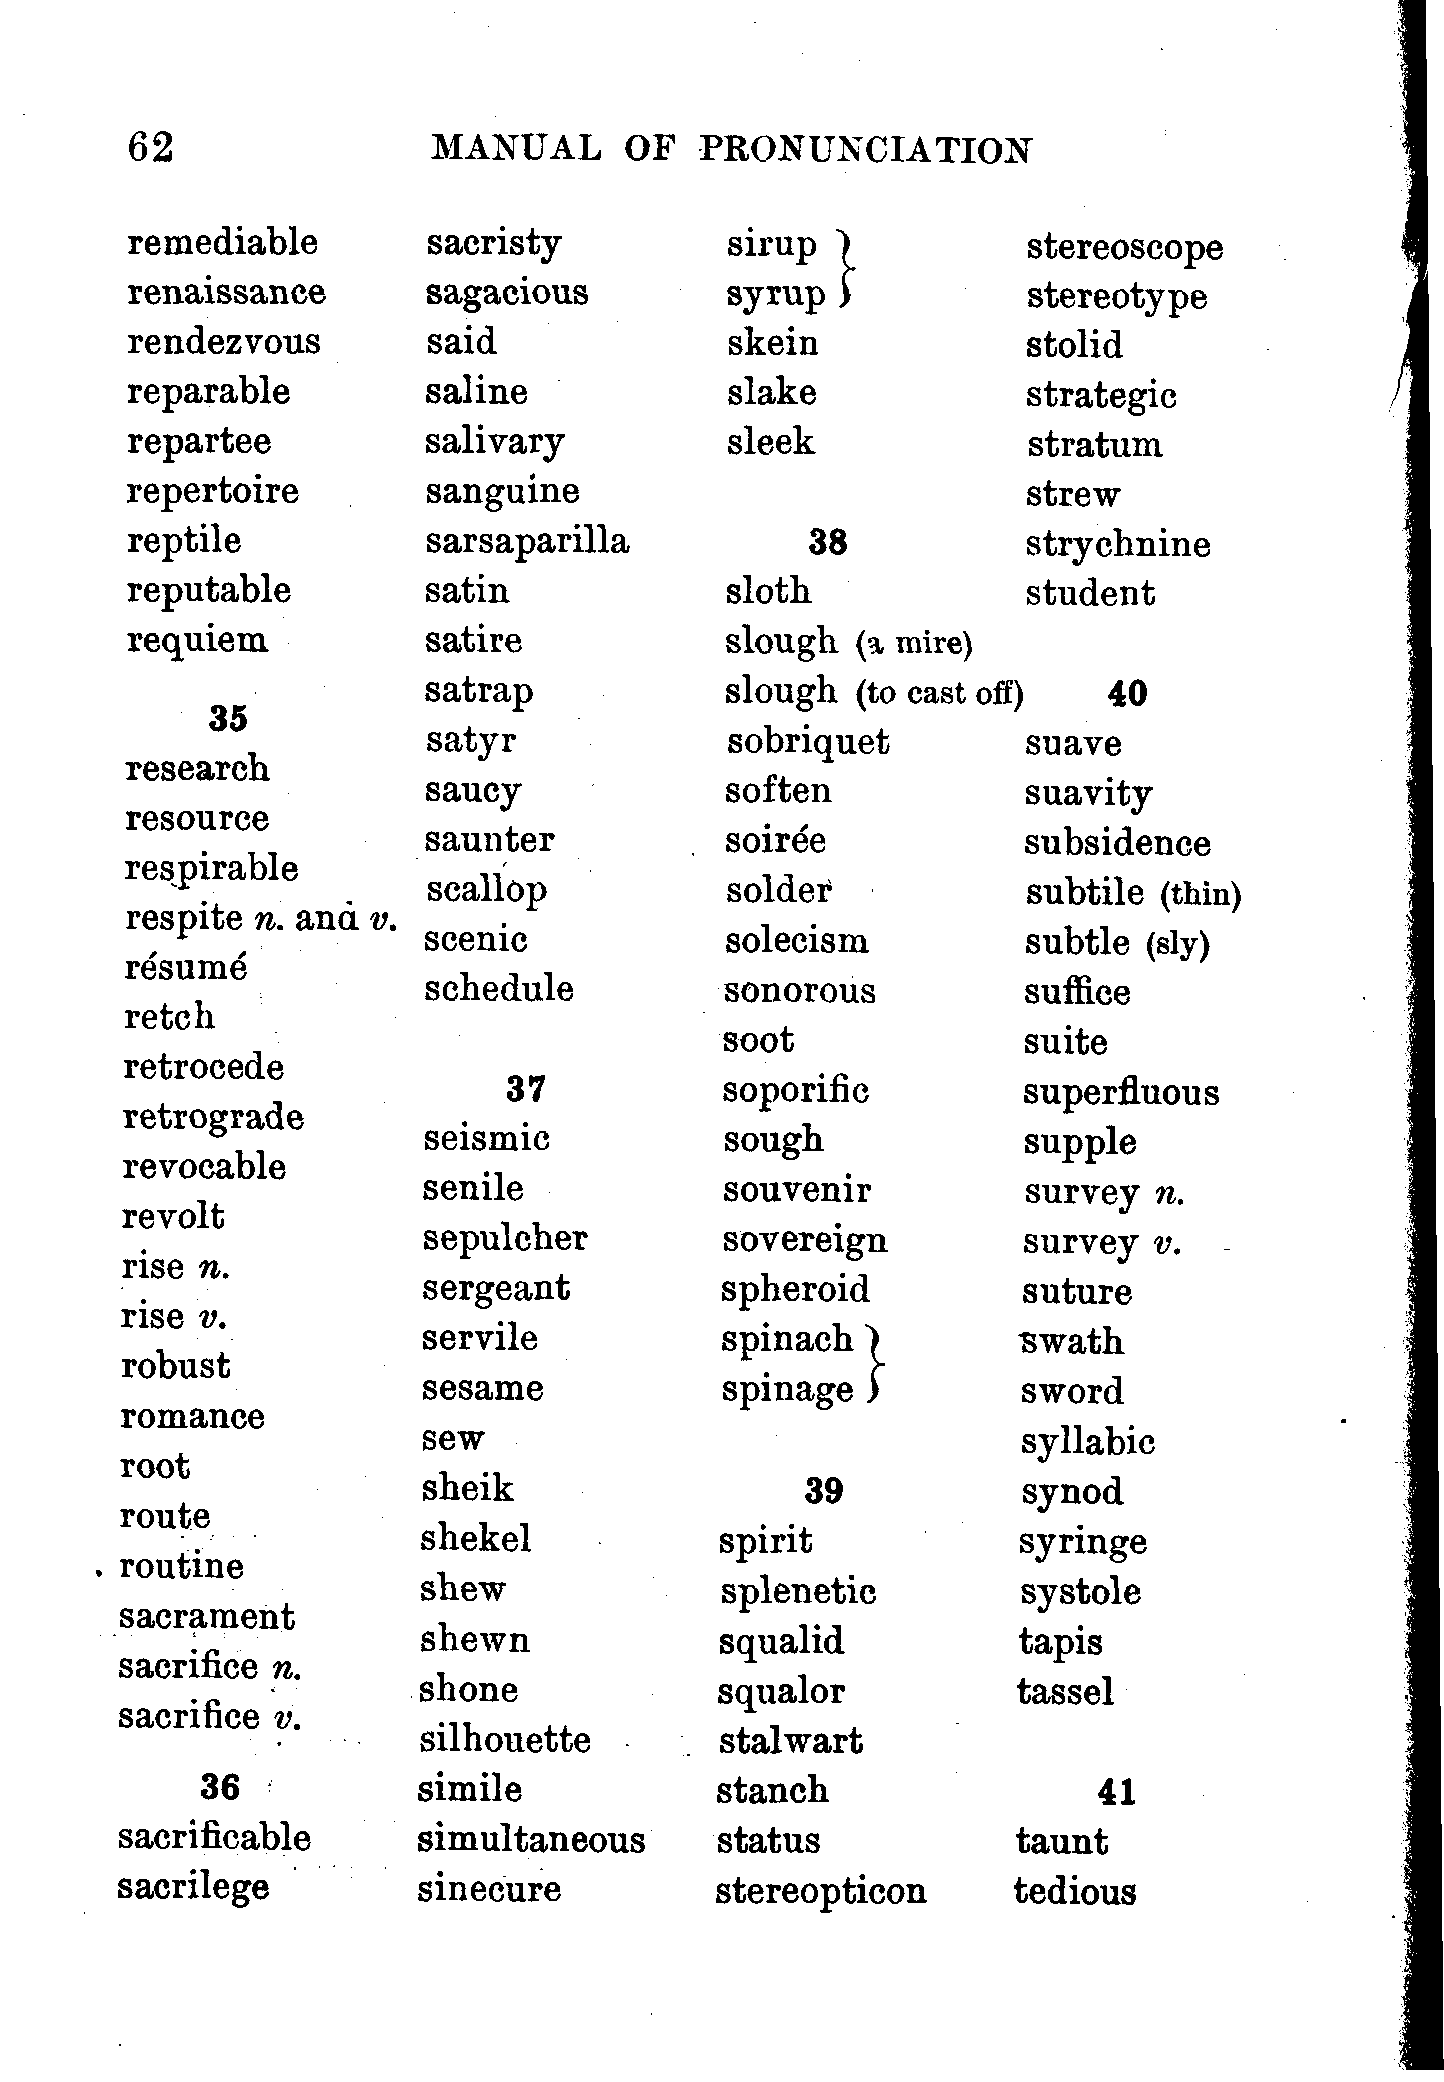 62 MANUAL OF PRONUNCIATION
remediable
renaissance
rendezvous
reparable
repartee
repertoire
reptile
reputable
requiem
35
research
resource
respirable
respite n. and v.
résumé
retch
retrocede
retrograde
revocable
revolt
rise n.
rise v.
robust
romance
root
route
routine
sacrament
sacrifice n.
sacrifice v.
36
sacrificable
sacrilege
sacristy
sagacious
said
saline
salivary
sanguine
sarsaparilla
satin
satire
satrap
satyr
saucy
saunter
scallop
scenic
schedule
37
seismic
senile
sepulcher
sergeant
servile
sesame
sew
sheik
shekel
shew
shewn
shone
silhouette
simile
simultaneous
sinecure
sirup }
syrup }
skein
slake
sleek
38
sloth
slough (a mire)
slough (to cast off)
sobriquet
soften
soirée
solder
solecism
sonorous
soot
soporific
sough
souvenir
sovereign
spheroid
spinach }
spinage }
39
spirit
splenetic
squalid
squalor
stalwart
stanch
status
stereopticon
stereoscope
stereotype
stolid
strategic
stratum
strew
strychnine
student
40
suave
suavity
subsidence
subtile (thin)
subtle (sly)
suffice
suite
superfluous
supple
survey n.
survey v.
suture
swath
sword
syllabic
synod
syringe
systole
tapis
tassel
41
taunt
tedious